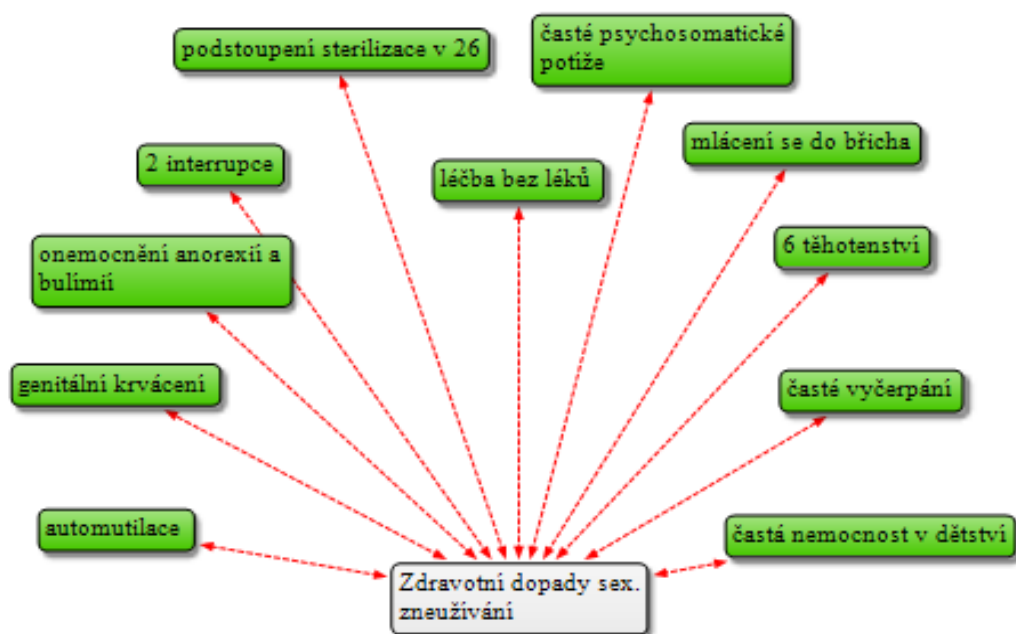 podstoupení sterilizace v 26
časté psychosomatické
potíže
mlácení se do břicha
2 interrupce
léčba bez léků
onemocnění anorexií a
bulímií
6 těhotenství
genitální krvácení
časté vyčerpání
automutilace
častá nemocnost v dětství
Zdravotní dopady sex.
zneužívání